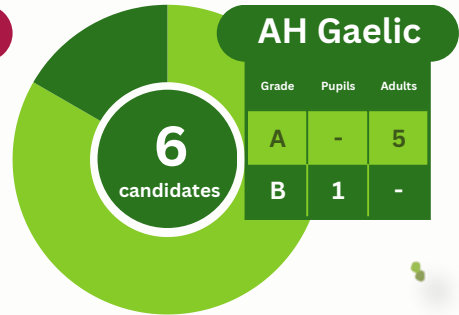 AH Gaelic
Grade Pupils Adults
A - 5
B 1 -
6
candidates